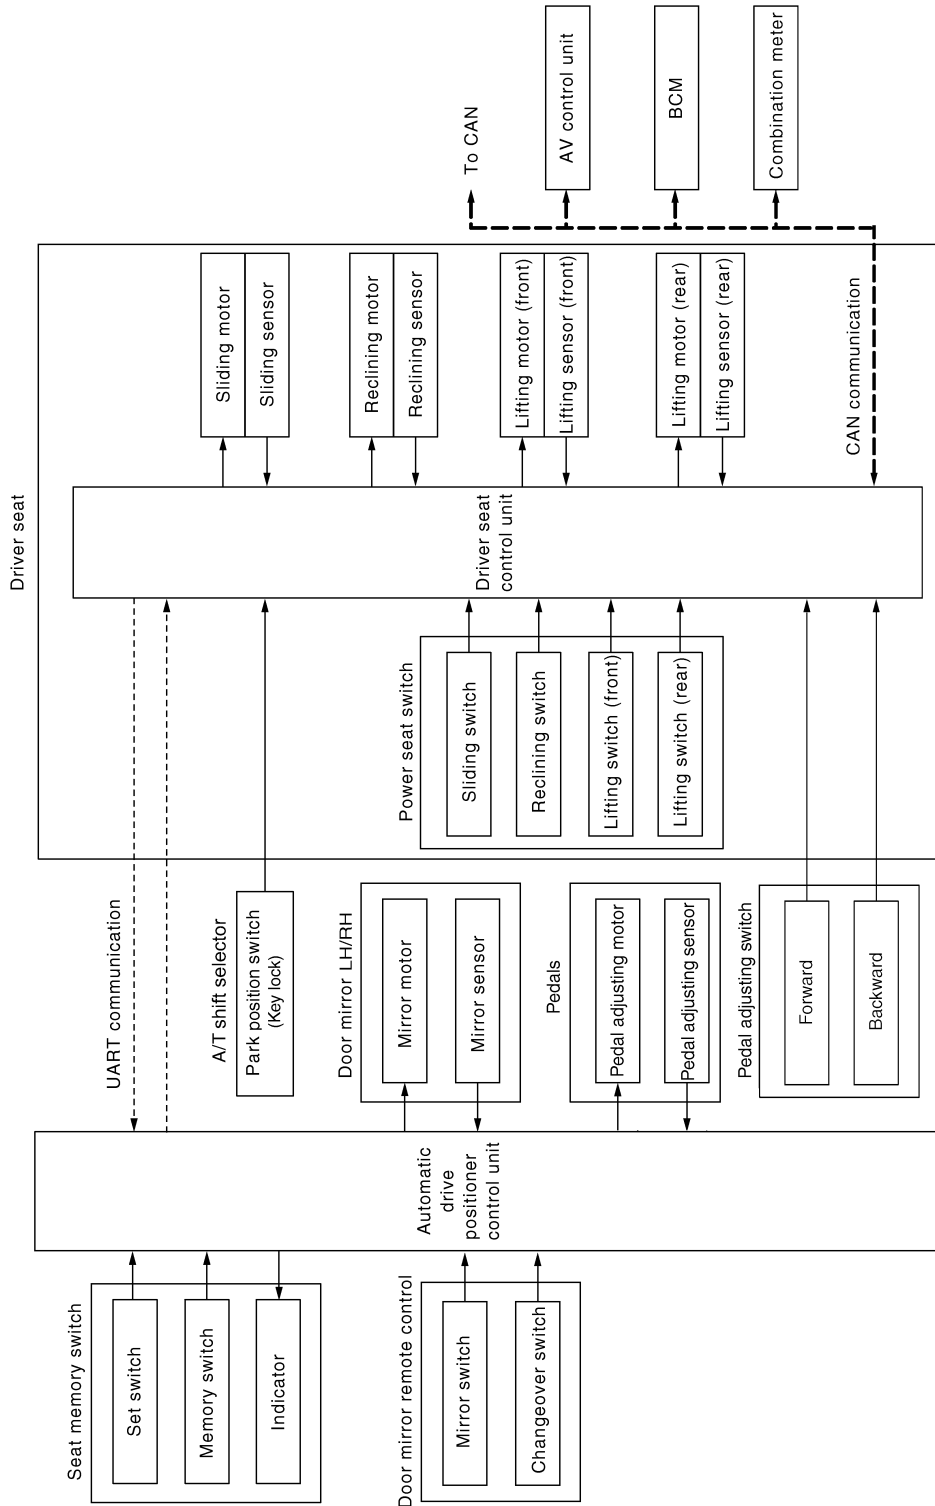 Seat memory switch
Set switch
Memory switch
Indicator
Door mirror remote control
Mirror switch
Changeover switch
Automatic
drive
positioner
control unit
UART communication
A/T shift selector
Park position switch
(Key lock)
Door mirror LH/RH
Mirror motor
Mirror sensor
Pedals
Pedal adjusting motor
Pedal adjusting sensor
Pedal adjusting switch
Forward
Backward
Driver seat
Power seat switch
Sliding switch
Reclining switch
Lifting switch (front)
Lifting switch (rear)
Driver seat
control unit
Sliding motor
Sliding sensor
Reclining motor
Reclining sensor
Lifting motor (front)
Lifting sensor (front)
Lifting motor (rear)
Lifting sensor (rear)
CAN communication
To CAN
AV control unit
BCM
Combination meter